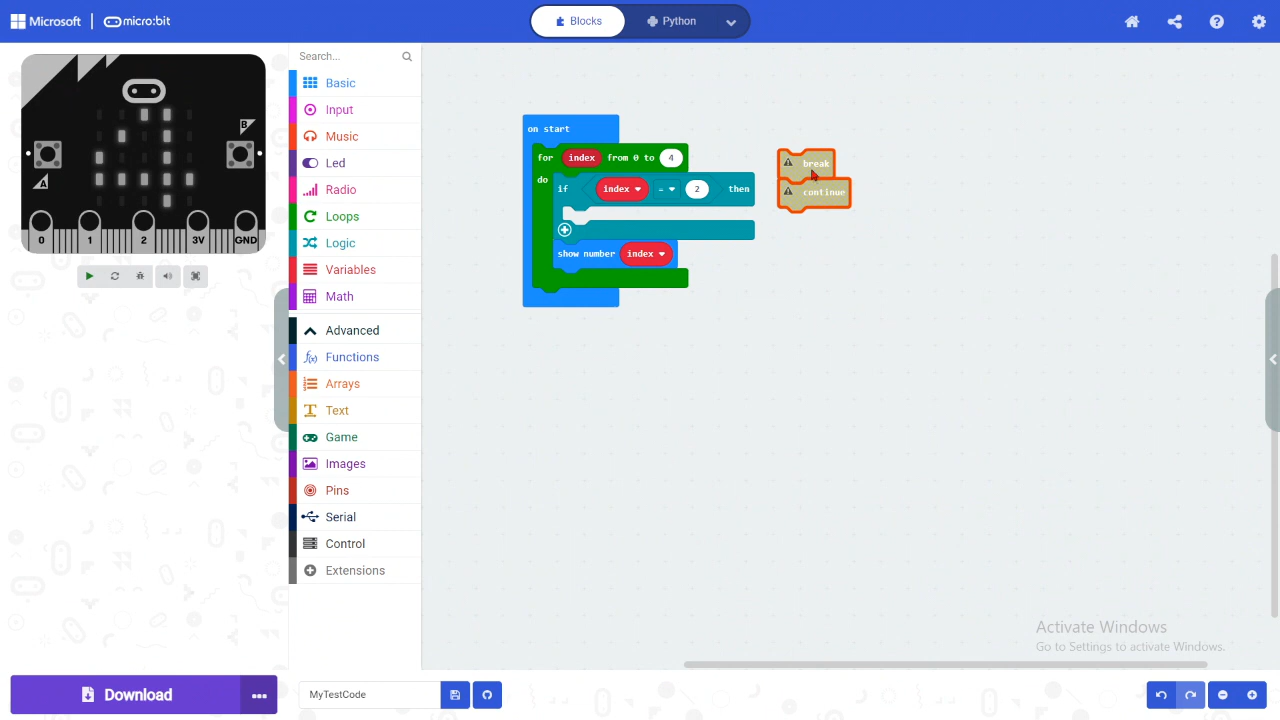 Microsoft micro:bit Blocks Python
Search...
Basic
Input
Music
Led
Radio
Loops
Logic
Variables
Math
Advanced
Functions
Arrays
Text
Game
Images
Pins
Serial
Control
Extensions
A
B
0 1 2 3V GND
on start
for index from 0 to 4
do if index = 2 then
show number index
break
continue
Activate Windows
Go to Settings to activate Windows.
Download ••• MyTestCode